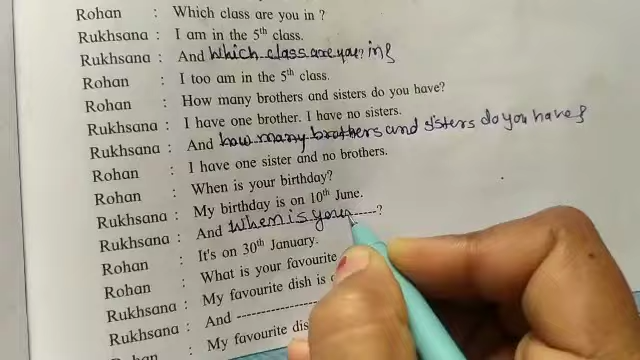 Rohan : Which class are you in ?
Rukhsana : I am in the 5th class.
Rukhsana : And which class are you? in?
Rohan : I too am in the 5th class.
Rohan : How many brothers and sisters do you have?
Rukhsana : I have one brother. I have no sisters.
Rukhsana : And how many brothers and sisters do you have?
Rohan : I have one sister and no brothers.
Rohan : When is your birthday?
Rukhsana : My birthday is on 10th June.
Rukhsana : And When is your ?
Rohan : It's on 30th January.
Rohan : What is your favourite
Rukhsana : My favourite dish is
Rukhsana : And
Rohan : My favourite